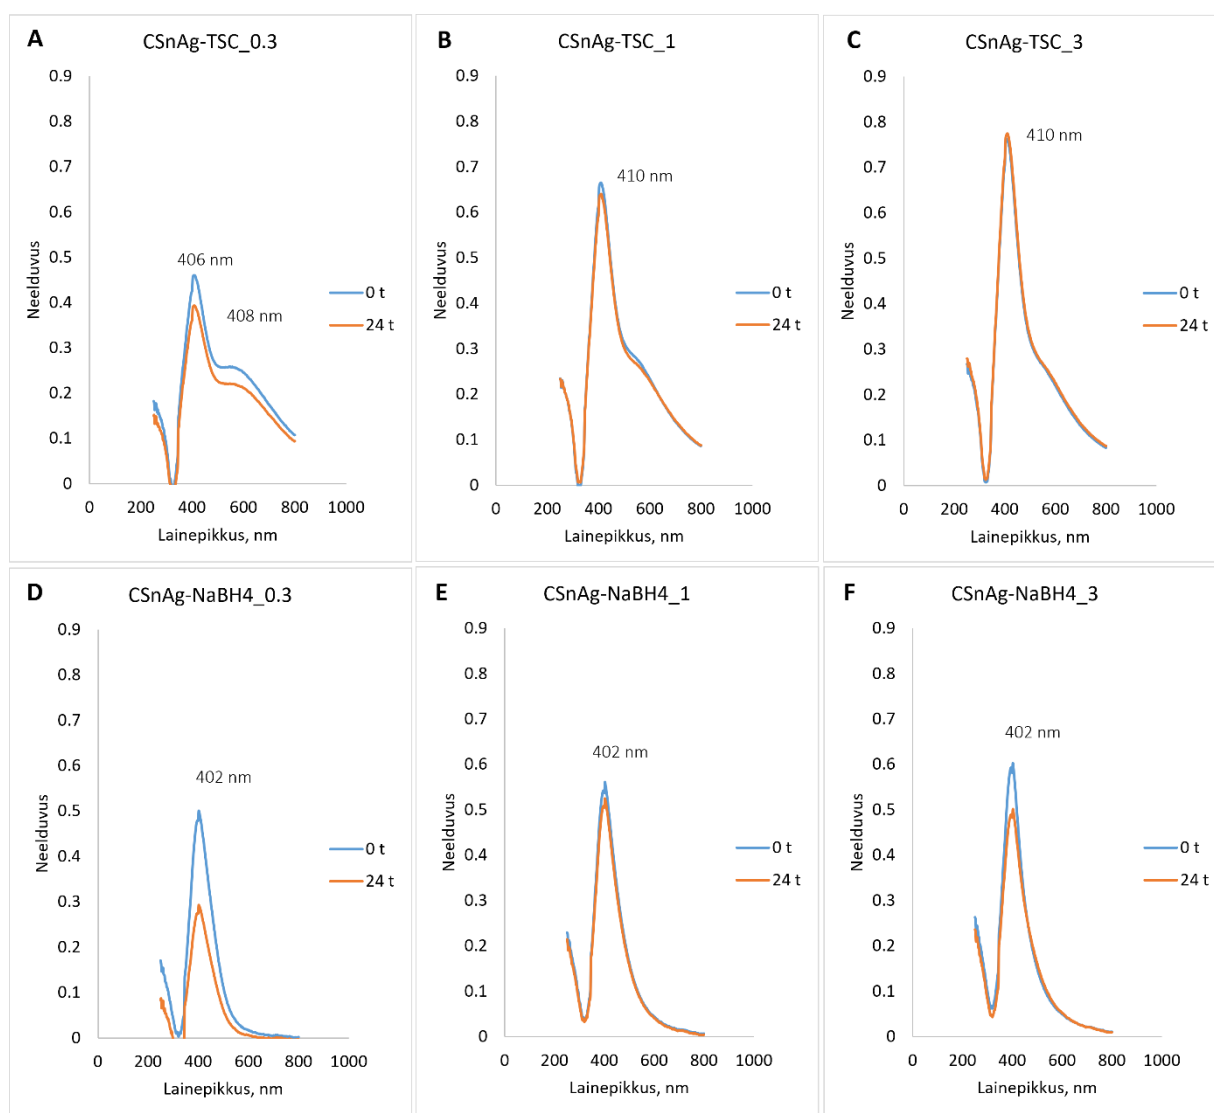 A
CSnAg-TSC_0.3
0.9
0.8
0.7
0.6
0.5
0.4
0.3
0.2
0.1
0
0 200 400 600 800 1000
Neelduvus
Lainepikkus, nm
406 nm
408 nm
0 t
24 t
B
CSnAg-TSC_1
0.9
0.8
0.7
0.6
0.5
0.4
0.3
0.2
0.1
0
0 200 400 600 800 1000
Neelduvus
Lainepikkus, nm
410 nm
0 t
24 t
C
CSnAg-TSC_3
0.9
0.8
0.7
0.6
0.5
0.4
0.3
0.2
0.1
0
0 200 400 600 800 1000
Neelduvus
Lainepikkus, nm
410 nm
0 t
24 t
D
CSnAg-NaBH4_0.3
0.9
0.8
0.7
0.6
0.5
0.4
0.3
0.2
0.1
0
0 200 400 600 800 1000
Neelduvus
Lainepikkus, nm
402 nm
0 t
24 t
E
CSnAg-NaBH4_1
0.9
0.8
0.7
0.6
0.5
0.4
0.3
0.2
0.1
0
0 200 400 600 800 1000
Neelduvus
Lainepikkus, nm
402 nm
0 t
24 t
F
CSnAg-NaBH4_3
0.9
0.8
0.7
0.6
0.5
0.4
0.3
0.2
0.1
0
0 200 400 600 800 1000
Neelduvus
Lainepikkus, nm
402 nm
0 t
24 t